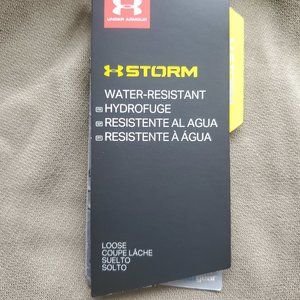 UNDER ARMOUR
STORM
WATER-RESISTANT
HYDROFUGE
RESISTENTE AL AGUA
RESISTENTE À ÁGUA
LOOSE
COUPE LÂCHE
SUELTO
SOLTO